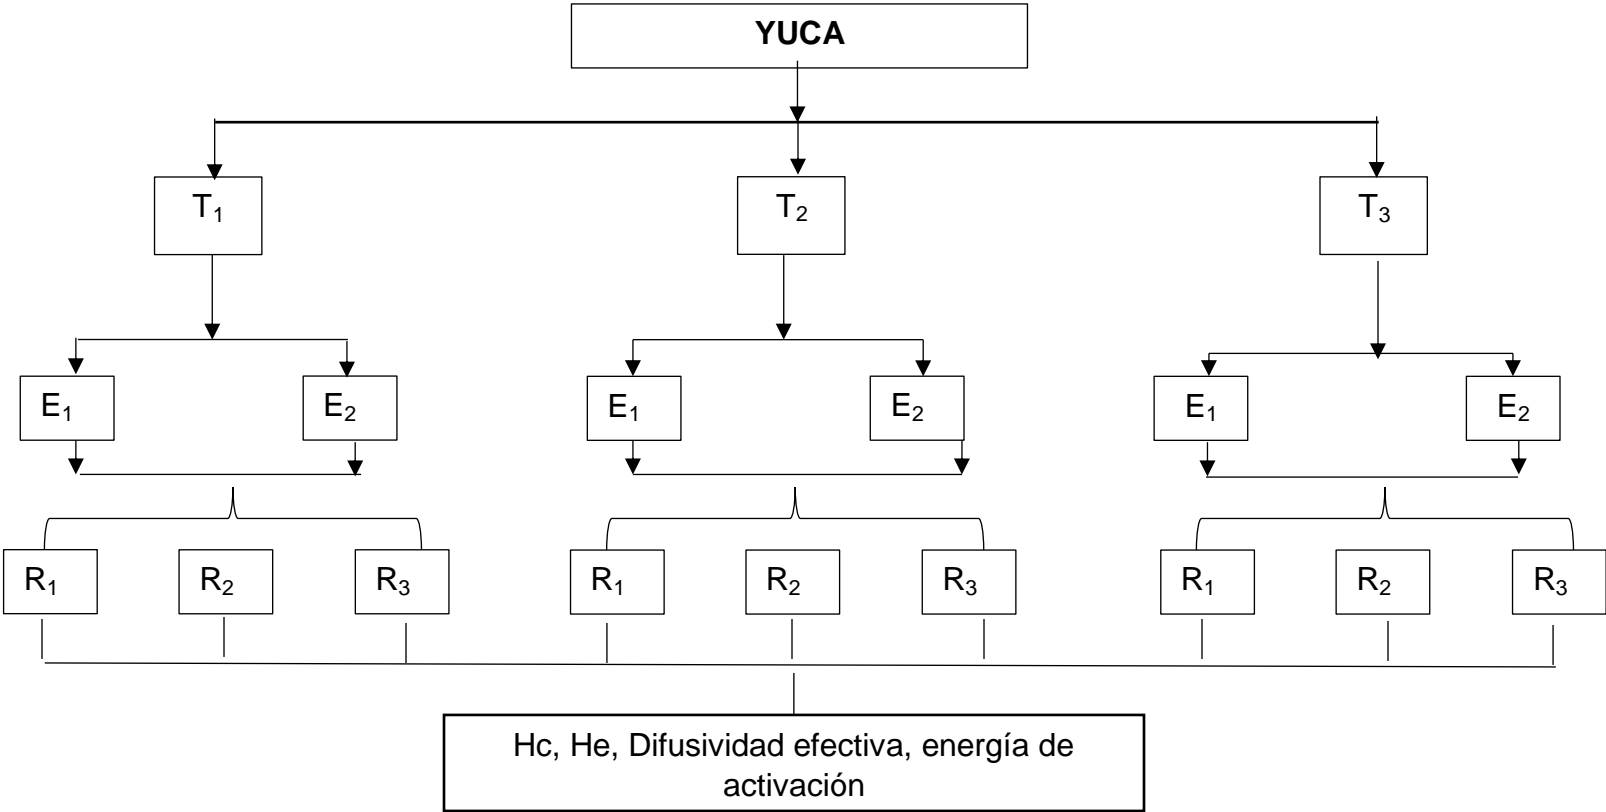 YUCA
T₁ T₂ T₃
E₁ E₂ E₁ E₂ E₁ E₂
R₁ R₂ R₃ R₁ R₂ R₃ R₁ R₂ R₃
Hc, He, Difusividad efectiva, energía de
activación